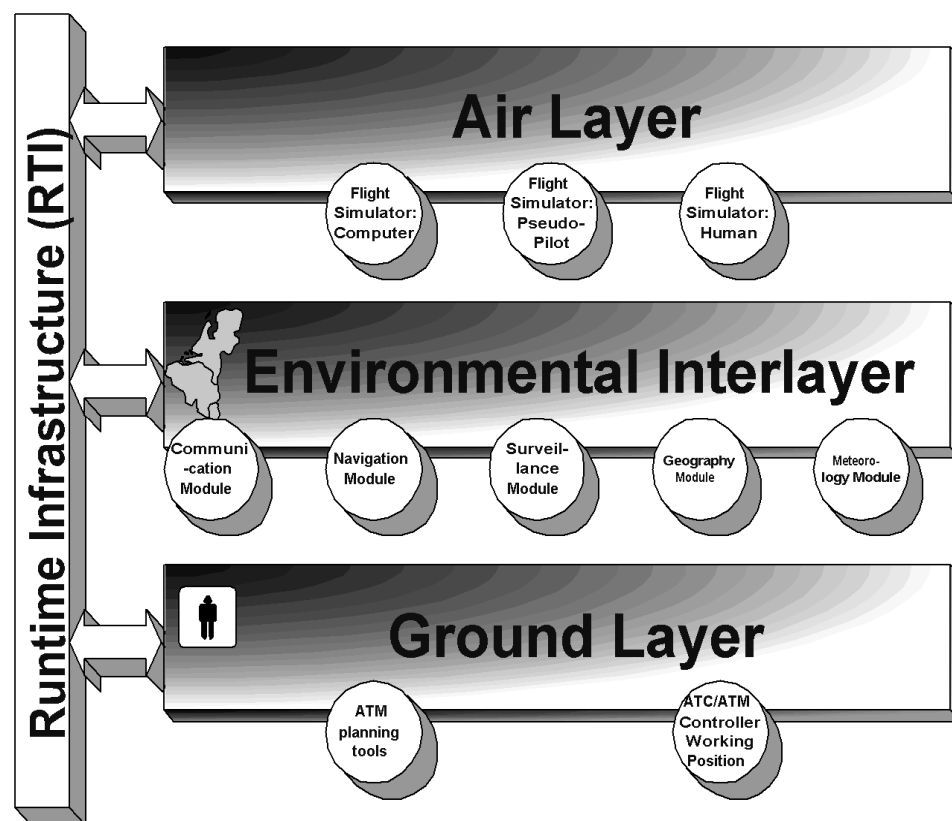 Runtime Infrastructure (RTI)
Air Layer
Flight
Simulator:
Computer
Flight
Simulator:
Pseudo-
Pilot
Flight
Simulator:
Human
Environmental Interlayer
Communi
-cation
Module
Navigation
Module
Surveil-
lance
Module
Geography
Module
Meteoro-
logy Module
Ground Layer
ATM
planning
tools
ATC/ATM
Controller
Working
Position